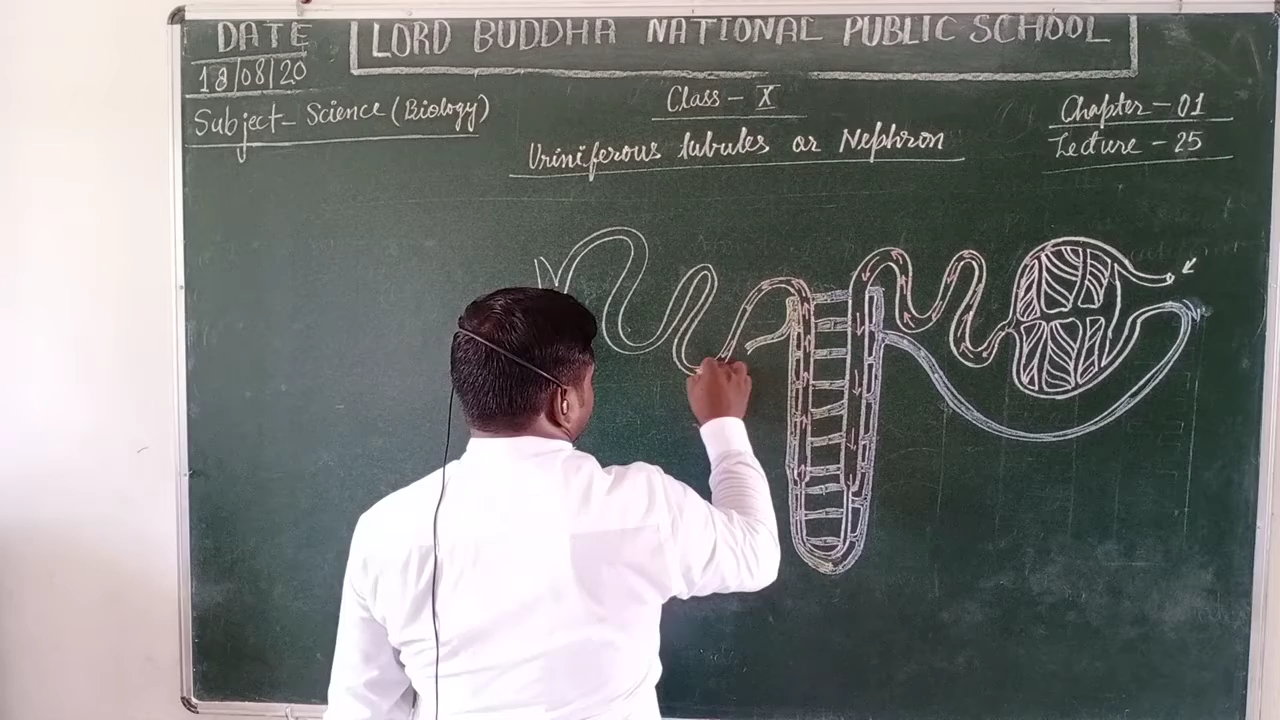 DATE
18/08/20
LORD BUDDHA NATIONAL PUBLIC SCHOOL
Subject- Science (Biology)
Class - X
Chapter - 01
Lecture - 25
Uriniferous tubules or Nephron